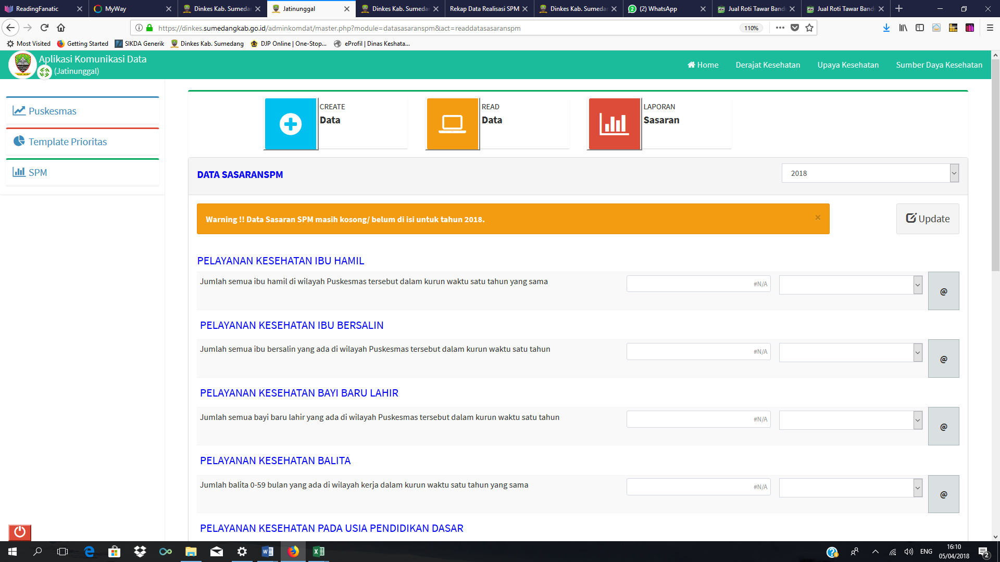 ReadingFanatic
MyWay
Dinkes Kab. Sumeda
Jatinunggal
Dinkes Kab. Sumeda
Rekap Data Realisasi SPM
Dinkes Kab. Sumeda
(2) WhatsApp
Jual Roti Tawar Band
Jual Roti Tawar Band
https://dinkes.sumedangkab.go.id/adminkomdat/master.php?module=datasasaranspm&act=readdatasasaranspm
110%
Most Visited
Getting Started
SIKDA Generik
Dinkes Kab. Sumedang
DJP Online | One-Stop...
eProfil | Dinas Keshata...
Aplikasi Komunikasi Data
(Jatinunggal)
Home
Derajat Kesehatan
Upaya Kesehatan
Sumber Daya Kesehatan
Puskesmas
Template Prioritas
SPM
CREATE
Data
READ
Data
LAPORAN
Sasaran
DATA SASARANSPM
2018
Warning !! Data Sasaran SPM masih kosong/ belum di isi untuk tahun 2018.
×
Update
PELAYANAN KESEHATAN IBU HAMIL
Jumlah semua ibu hamil di wilayah Puskesmas tersebut dalam kurun waktu satu tahun yang sama
#N/A
@
PELAYANAN KESEHATAN IBU BERSALIN
Jumlah semua ibu bersalin yang ada di wilayah Puskesmas tersebut dalam kurun waktu satu tahun
#N/A
@
PELAYANAN KESEHATAN BAYI BARU LAHIR
Jumlah semua bayi baru lahir yang ada di wilayah Puskesmas tersebut dalam kurun waktu satu tahun
#N/A
@
PELAYANAN KESEHATAN BALITA
Jumlah balita 0-59 bulan yang ada di wilayah kerja dalam kurun waktu satu tahun yang sama
#N/A
@
PELAYANAN KESEHATAN PADA USIA PENDIDIKAN DASAR
ENG
16:10
05/04/2018
2